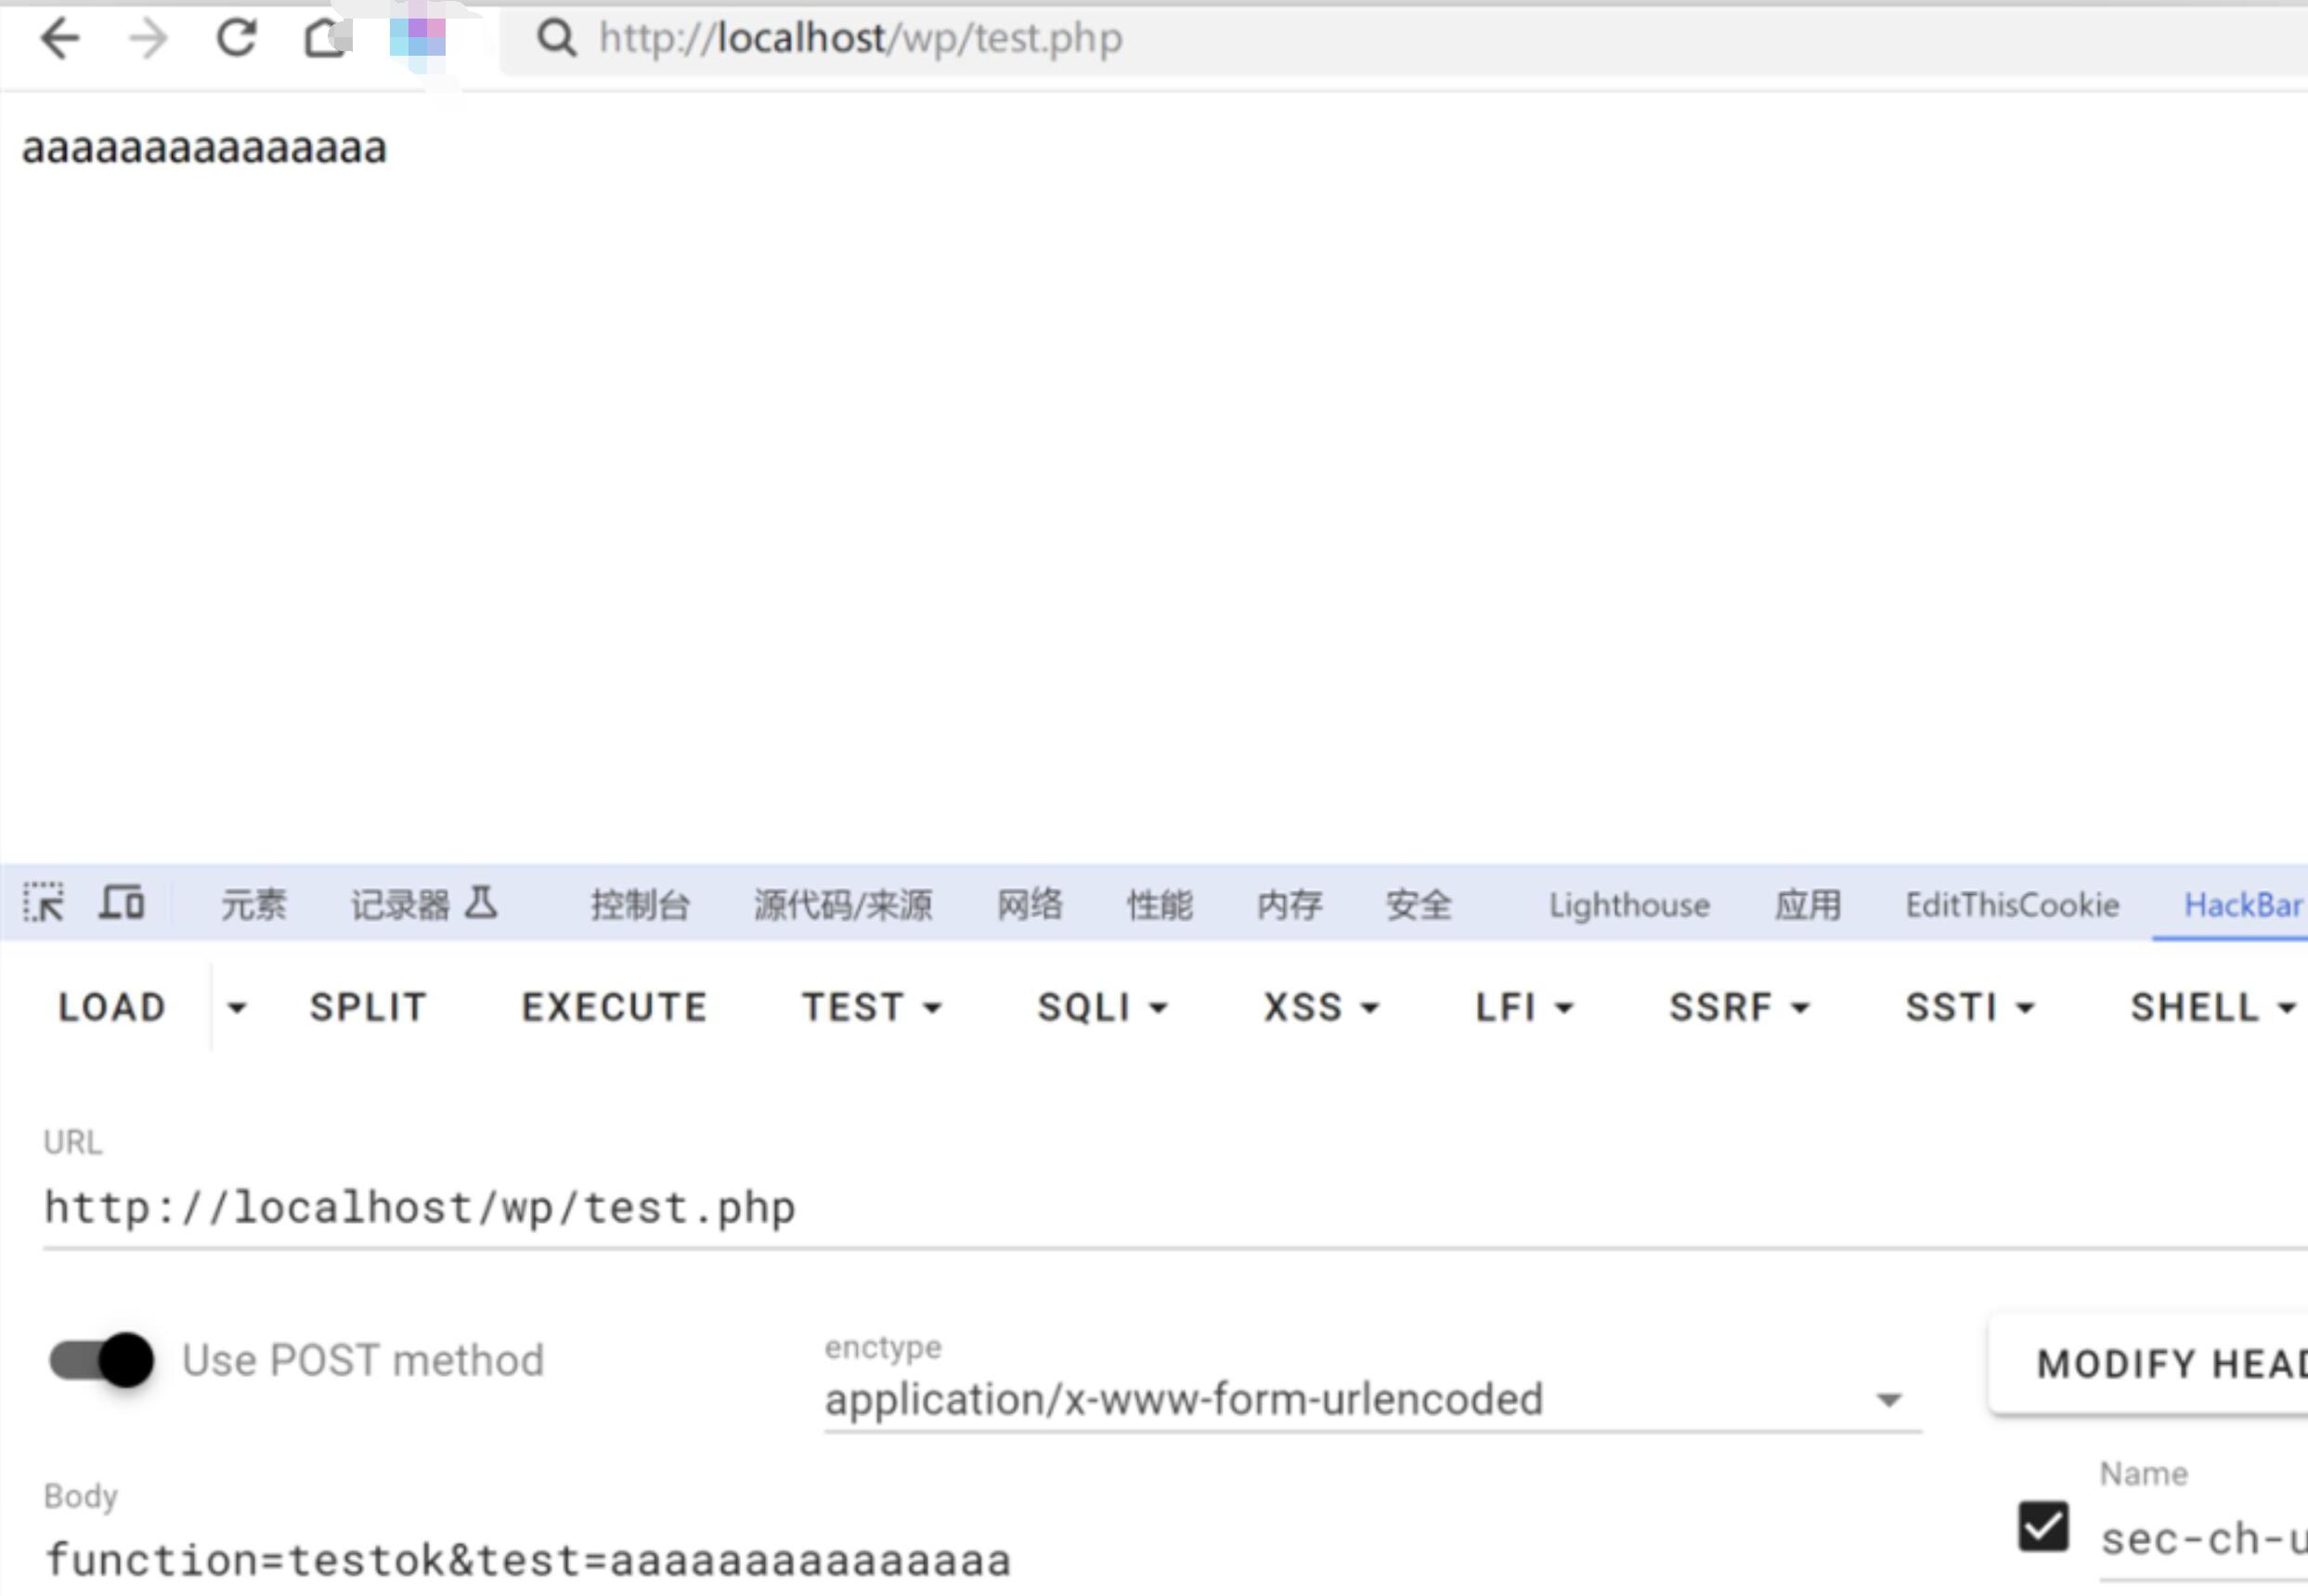 http://localhost/wp/test.php
aaaaaaaaaaaaaaa
元素 记录器 控制台 源代码/来源 网络 性能 内存 安全 Lighthouse 应用 EditThisCookie HackBar
LOAD SPLIT EXECUTE TEST SQLI XSS LFI SSRF SSTI SHELL
URL
http://localhost/wp/test.php
Use POST method
enctype
application/x-www-form-urlencoded
MODIFY HEAD
Body
function=testok&test=aaaaaaaaaaaaaaa
Name
sec-ch-u